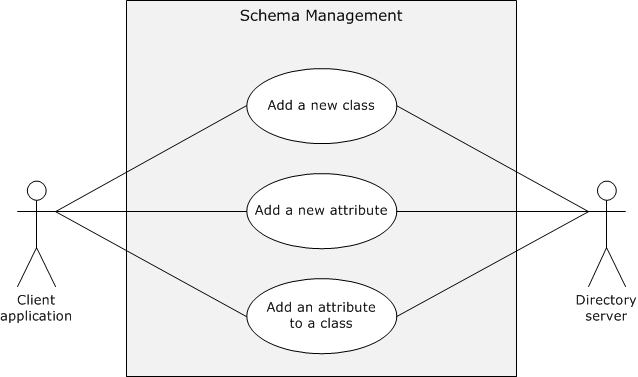 Schema Management
Add a new class
Add a new attribute
Add an attribute
to a class
Client
application
Directory
server